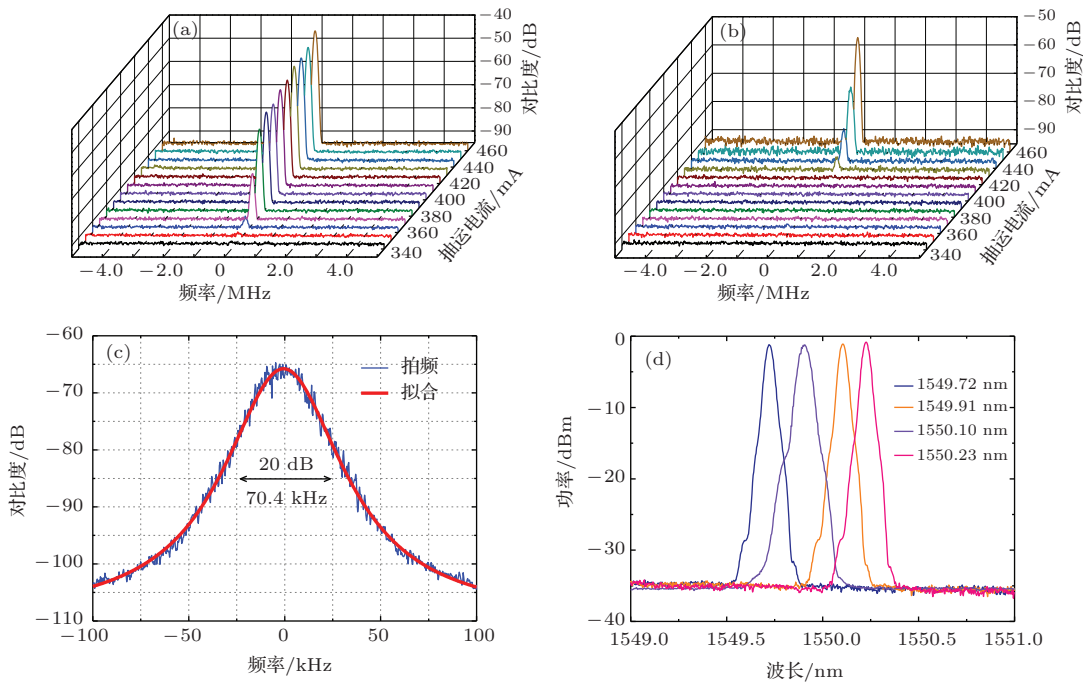 (a)
−40
−50
−60
−70
−80
−90
对比度/dB
460
440
420
400
380
360
340
抽运电流/mA
−4.0
−2.0
0
2.0
4.0
频率/MHz
(b)
−50
−60
−70
−80
−90
对比度/dB
460
440
420
400
380
360
340
抽运电流/mA
−4.0
−2.0
0
2.0
4.0
频率/MHz
(c)
−60
−70
−80
−90
−100
−110
对比度/dB
拍频
拟合
20 dB
70.4 kHz
−100
−50
0
50
100
频率/kHz
(d)
0
−10
−20
−30
−40
功率/dBm
1549.72 nm
1549.91 nm
1550.10 nm
1550.23 nm
1549.0
1549.5
1550.0
1550.5
1551.0
波长/nm